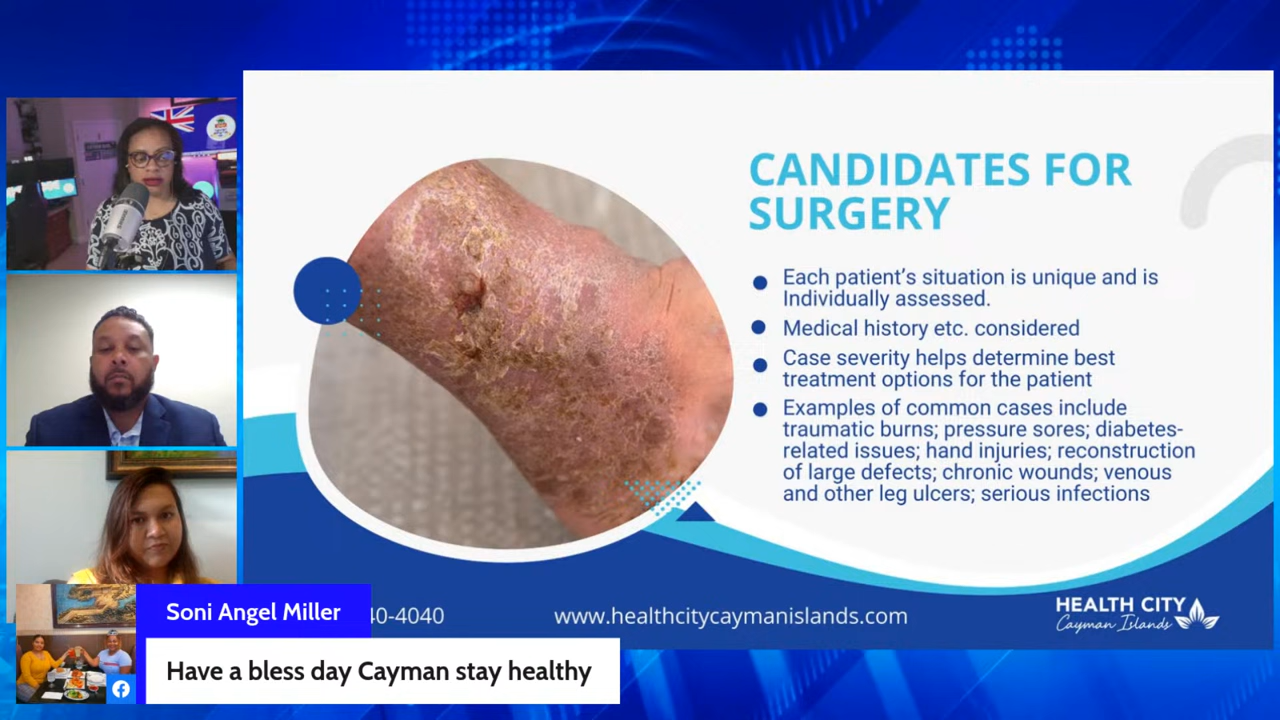 CANDIDATES FOR
SURGERY
Each patient's situation is unique and is
Individually assessed.
Medical history etc. considered
Case severity helps determine best
treatment options for the patient
Examples of common cases include
traumatic burns; pressure sores; diabetes-
related issues; hand injuries; reconstruction
of large defects; chronic wounds; venous
and other leg ulcers; serious infections
40-4040
www.healthcitycaymanislands.com
HEALTH CITY
Cayman Islands
Soni Angel Miller
Have a bless day Cayman stay healthy